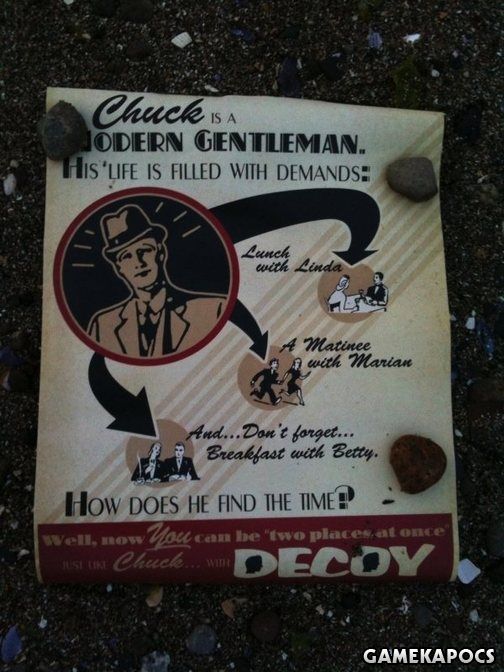 Chuck IS A
MODERN GENTLEMAN.
HIS LIFE IS FILLED WITH DEMANDS:
Lunch
with Linda
A Matinee
with Marian
And...Don't forget...
Breakfast with Betty.
HOW DOES HE FIND THE TIME?
Well, now You can be "two places at once"
JUST LIKE Chuck... WITH DECOY
GAMEKAPOCS